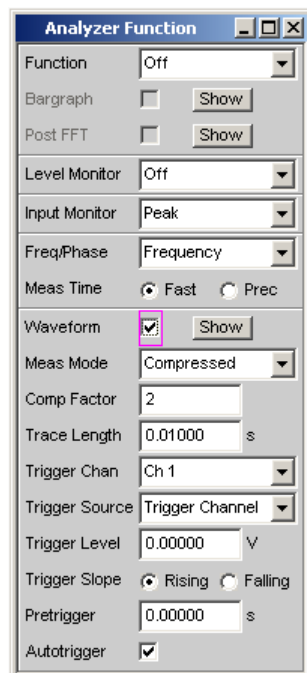 Analyzer Function
Function Off
Bargraph Show
Post FFT Show
Level Monitor Off
Input Monitor Peak
Freq/Phase Frequency
Meas Time Fast Prec
Waveform Show
Meas Mode Compressed
Comp Factor 2
Trace Length 0.01000 s
Trigger Chan Ch 1
Trigger Source Trigger Channel
Trigger Level 0.00000 V
Trigger Slope Rising Falling
Pretrigger 0.00000 s
Autotrigger